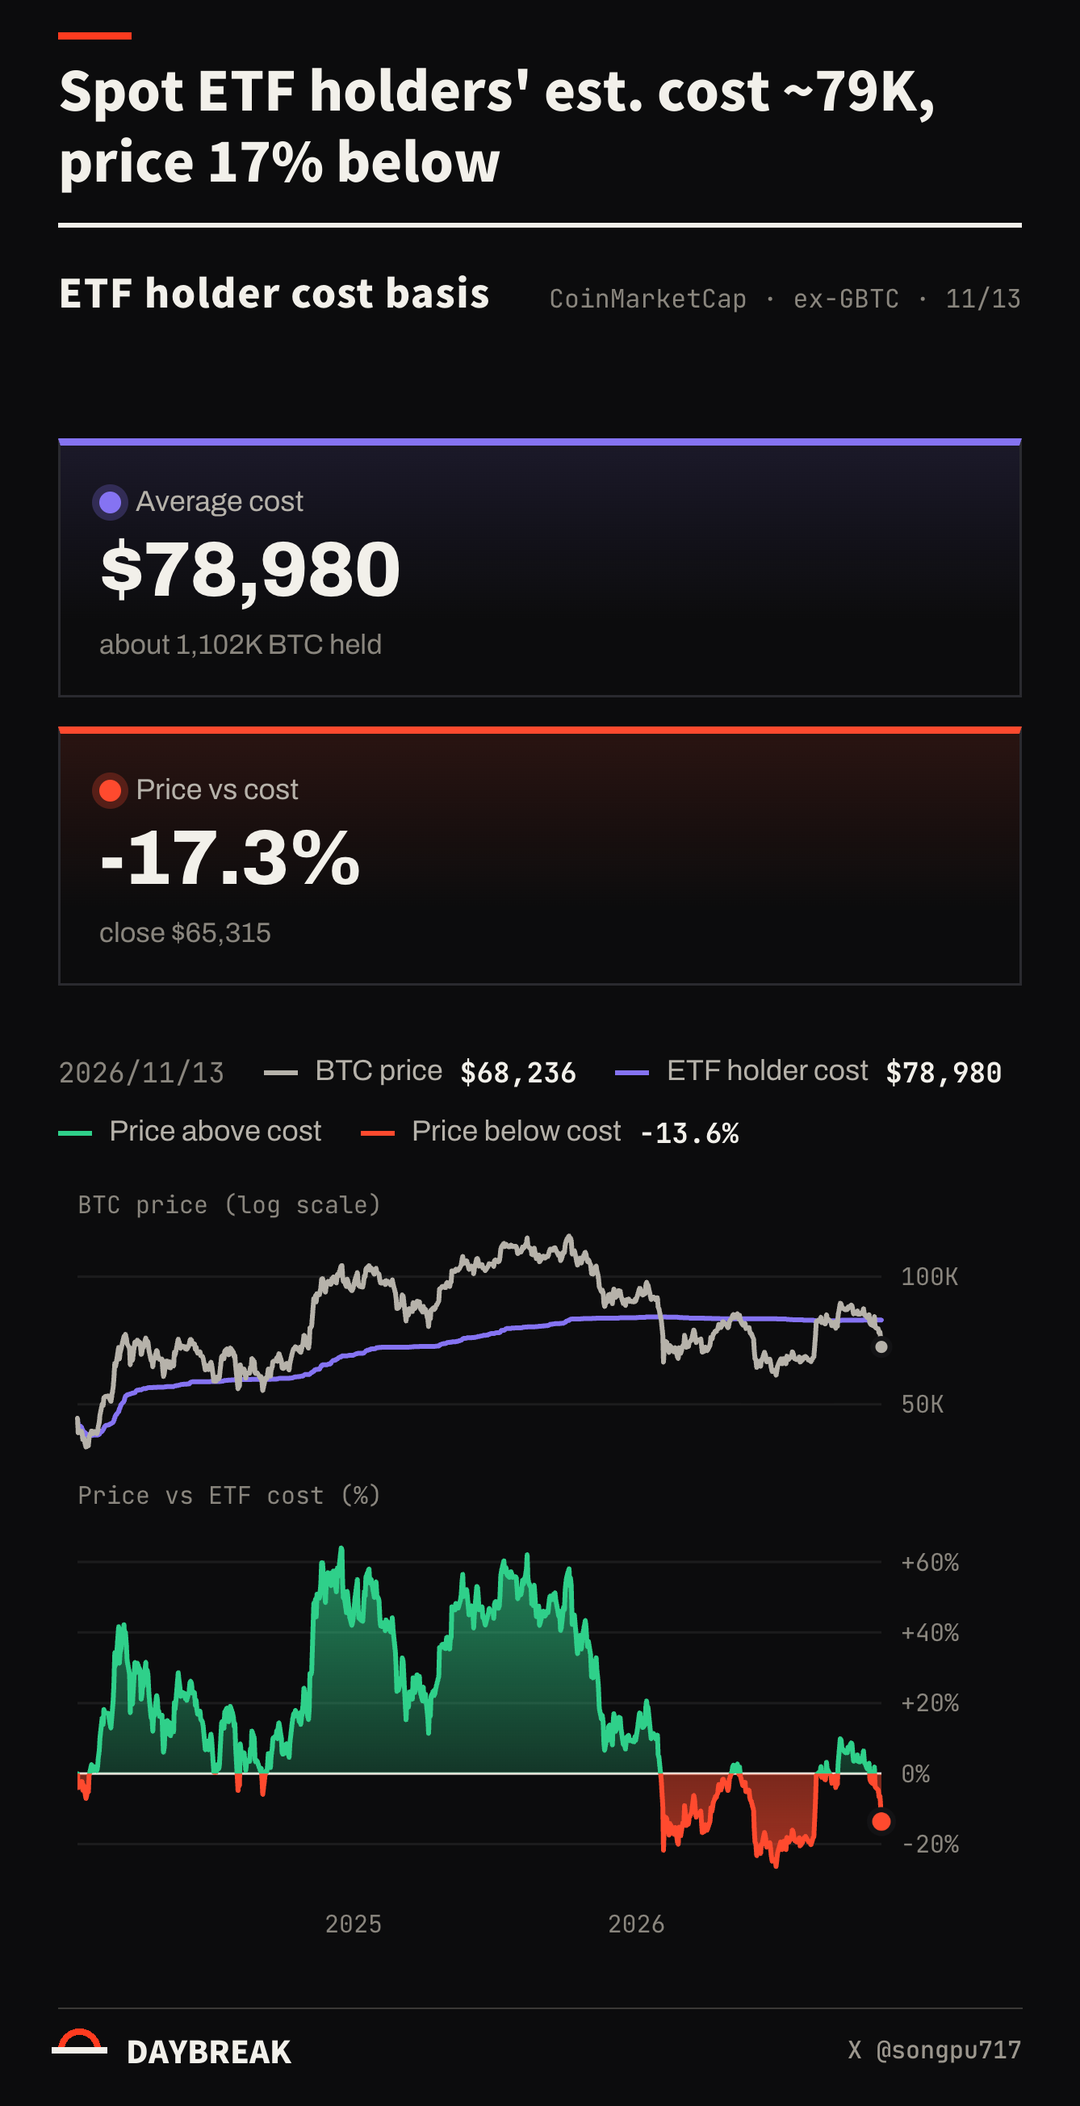 Spot ETF holders' est. cost ~79K,
price 17% below
ETF holder cost basis
CoinMarketCap · ex-GBTC · 11/13
Average cost
$78,980
about 1,102K BTC held
Price vs cost
-17.3%
close $65,315
2026/11/13 BTC price $68,236 ETF holder cost $78,980
Price above cost Price below cost -13.6%
BTC price (log scale)
100K
50K
Price vs ETF cost (%)
+60%
+40%
+20%
0%
-20%
2025 2026
DAYBREAK
X @songpu717